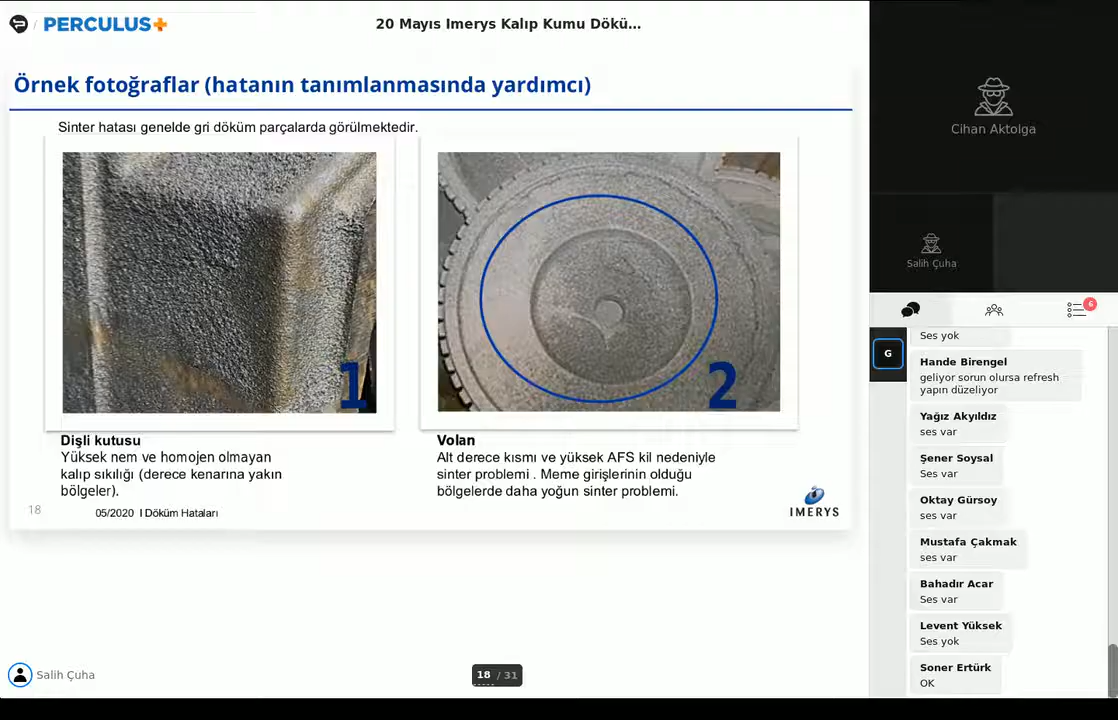 PERCULUS+
20 Mayıs Imerys Kalıp Kumu Dökü...
Örnek fotoğraflar (hatanın tanımlanmasında yardımcı)
Sinter hatası genelde gri döküm parçalarda görülmektedir.
1
2
Dişli kutusu
Yüksek nem ve homojen olmayan
kalıp sıkılığı (derece kenarına yakın
bölgeler).
Volan
Alt derece kısmı ve yüksek AFS kil nedeniyle
sinter problemi . Meme girişlerinin olduğu
bölgelerde daha yoğun sinter problemi.
18
05/2020 I Döküm Hataları
IMERYS
Salih Çuha
18 / 31
Cihan Aktolga
Salih Çuha
6
G
Ses yok
Hande Birengel
geliyor sorun olursa refresh
yapın düzeliyor
Yağız Akyıldız
ses var
Şener Soysal
Ses var
Oktay Gürsoy
ses var
Mustafa Çakmak
ses var
Bahadır Acar
Ses var
Levent Yüksek
Ses yok
Soner Ertürk
OK